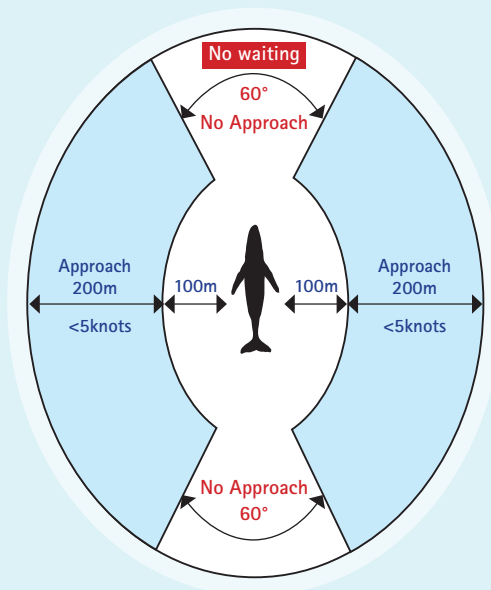 No waiting
60°
No Approach
Approach
200m
<5knots
100m
100m
Approach
200m
<5knots
No Approach
60°